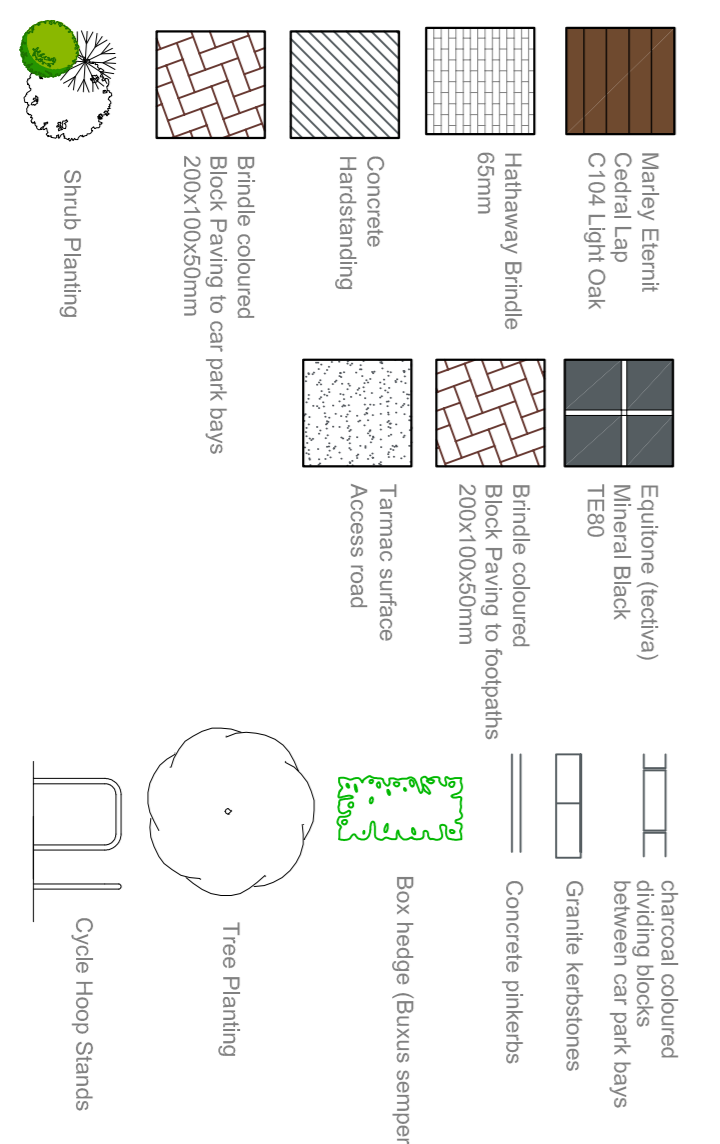 Marley Eternit
Cedral Lap
C104 Light Oak
Hathaway Brindle
65mm
Concrete
Hardstanding
Brindle coloured
Block Paving to car park bays
200x100x50mm
Shrub Planting
Equitone (tectiva)
Mineral Black
TE80
Brindle coloured
Block Paving to footpaths
200x100x50mm
Tarmac surface
Access road
charcoal coloured
dividing blocks
between car park bays
Granite kerbstones
Concrete pinkerbs
Box hedge (Buxus semper
Tree Planting
Cycle Hoop Stands